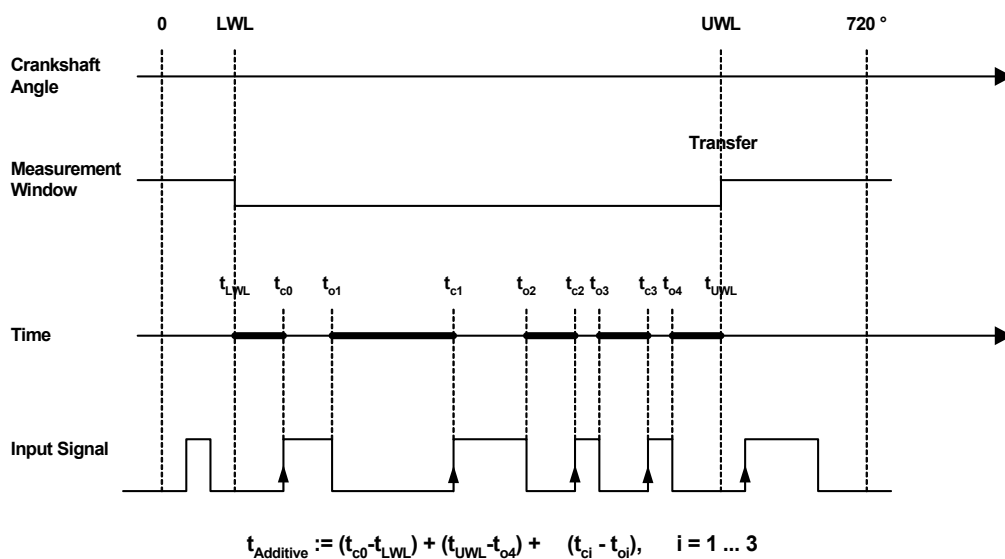 0 LWL UWL 720 °
Crankshaft
Angle
Transfer
Measurement
Window
t_LWL t_c0 t_o1 t_c1 t_o2 t_c2 t_o3 t_c3 t_o4 t_UWL
Time
Input Signal
t_Additive := (t_c0-t_LWL) + (t_UWL-t_o4) + (t_ci - t_oi), i = 1 ... 3